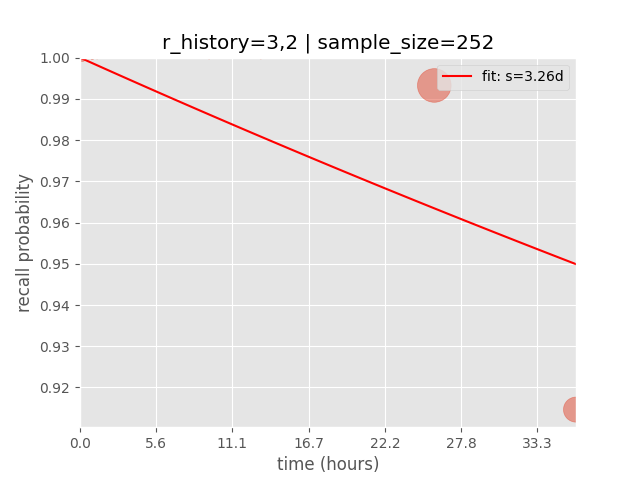 r_history=3,2 | sample_size=252
fit: s=3.26d
1.00
0.99
0.98
0.97
0.96
0.95
0.94
0.93
0.92
recall probability
0.0 5.6 11.1 16.7 22.2 27.8 33.3
time (hours)